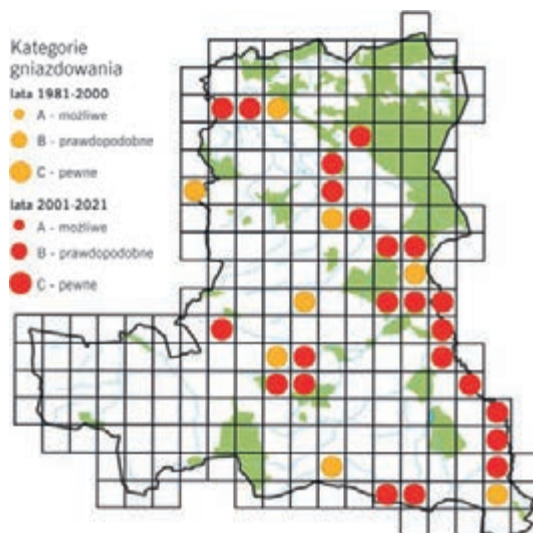 Kategorie
gniazdowania
lata 1981-2000
A - możliwe
B - prawdopodobne
C - pewne
lata 2001-2021
A - możliwe
B - prawdopodobne
C - pewne